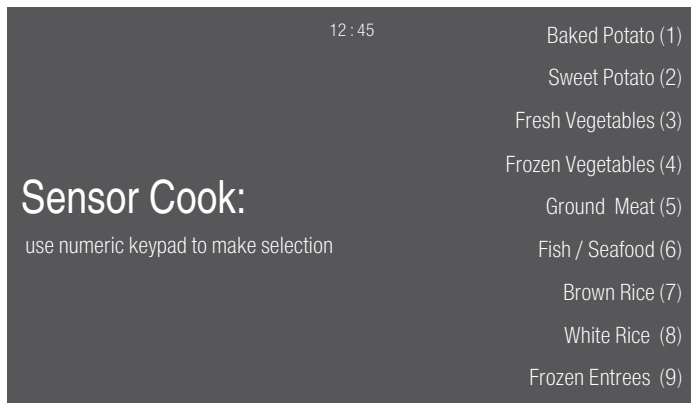 12 : 45
Baked Potato (1)
Sweet Potato (2)
Fresh Vegetables (3)
Frozen Vegetables (4)
Sensor Cook:
Ground Meat (5)
use numeric keypad to make selection
Fish / Seafood (6)
Brown Rice (7)
White Rice (8)
Frozen Entrees (9)